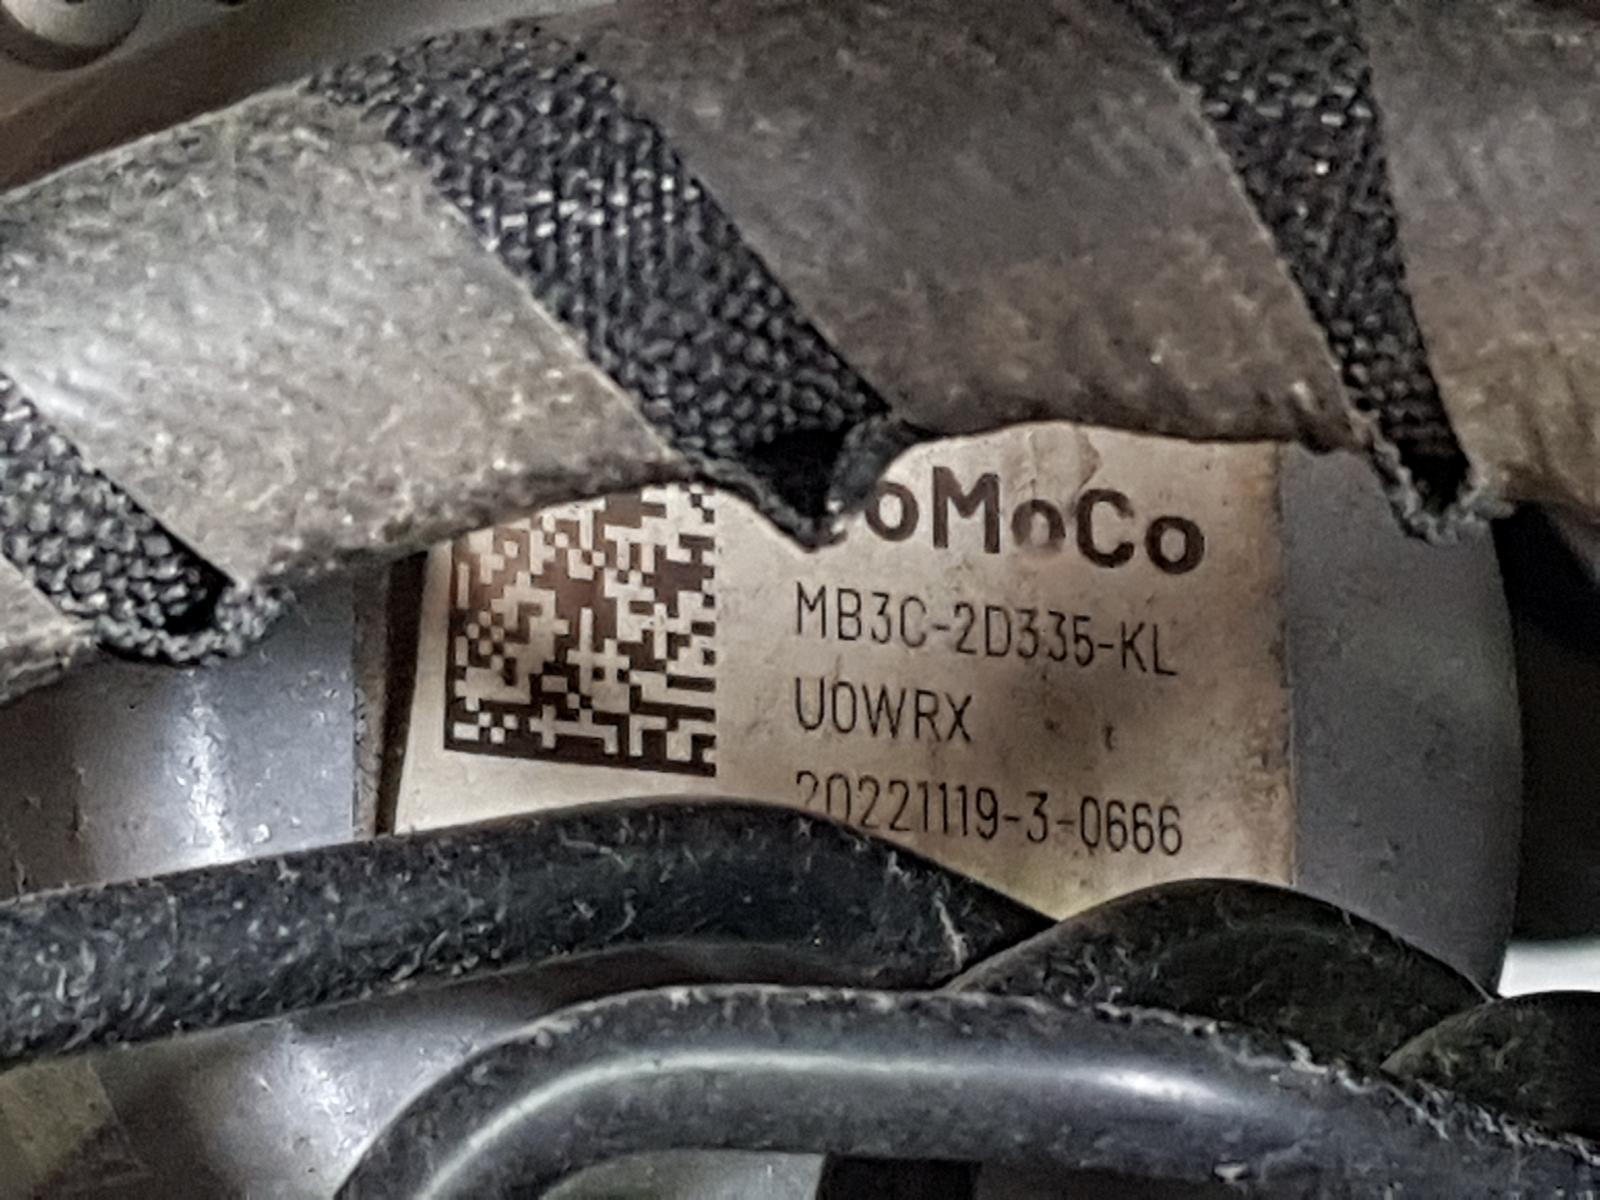 oMoCo
MB3C-2D335-KL
U0WRX
20221119-3-0666